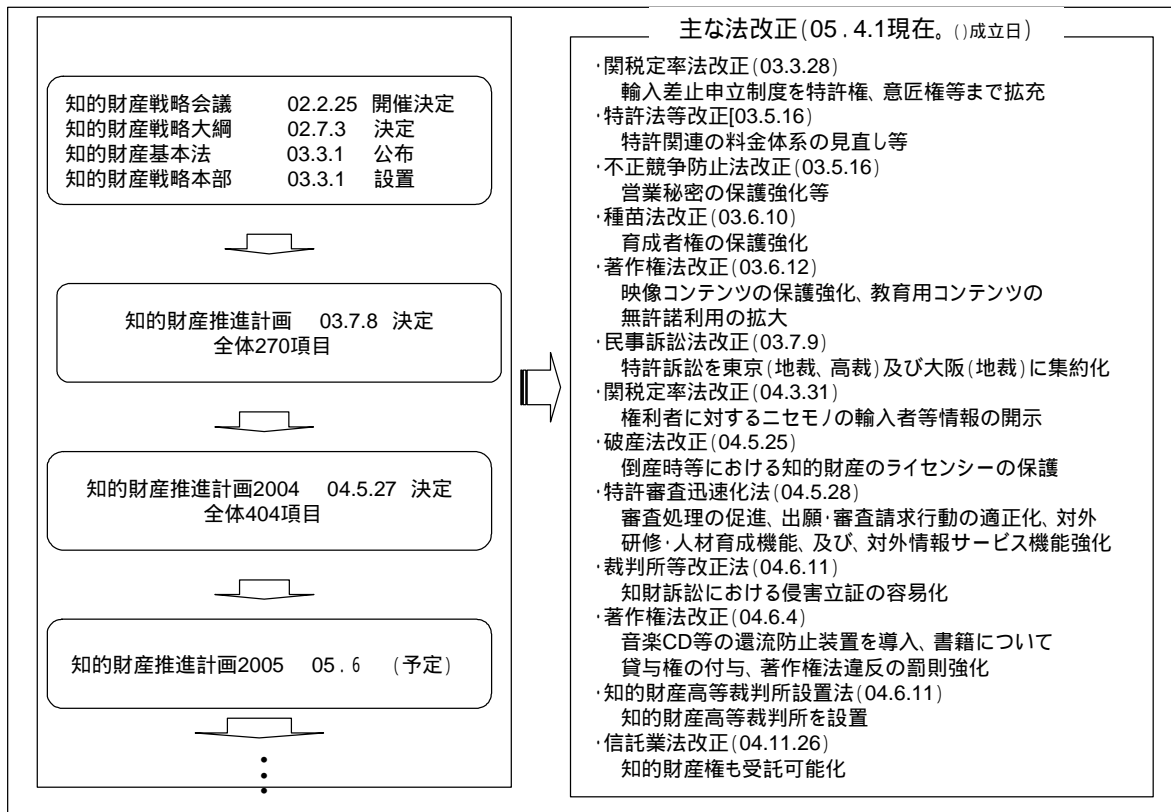 知的財産戦略会議 02.2.25 開催決定
知的財産戦略大綱 02.7.3 決定
知的財産基本法 03.3.1 公布
知的財産戦略本部 03.3.1 設置
知的財産推進計画 03.7.8 決定
全体270項目
知的財産推進計画2004 04.5.27 決定
全体404項目
知的財産推進計画2005 05.6 (予定)
主な法改正(05.4.1現在。()成立日)
・関税定率法改正(03.3.28)
輸入差止申立制度を特許権、意匠権等まで拡充
・特許法等改正[03.5.16)
特許関連の料金体系の見直し等
・不正競争防止法改正(03.5.16)
営業秘密の保護強化等
・種苗法改正(03.6.10)
育成者権の保護強化
・著作権法改正(03.6.12)
映像コンテンツの保護強化、教育用コンテンツの
無許諾利用の拡大
・民事訴訟法改正(03.7.9)
特許訴訟を東京(地裁、高裁)及び大阪(地裁)に集約化
・関税定率法改正(04.3.31)
権利者に対するニセモノの輸入者等情報の開示
・破産法改正(04.5.25)
倒産時等における知的財産のライセンシーの保護
・特許審査迅速化法(04.5.28)
審査処理の促進、出願・審査請求行動の適正化、対外
研修・人材育成機能、及び、対外情報サービス機能強化
・裁判所等改正法(04.6.11)
知財訴訟における侵害立証の容易化
・著作権法改正(04.6.4)
音楽CD等の還流防止装置を導入、書籍について
貸与権の付与、著作権法違反の罰則強化
・知的財産高等裁判所設置法(04.6.11)
知的財産高等裁判所を設置
・信託業法改正(04.11.26)
知的財産権も受託可能化